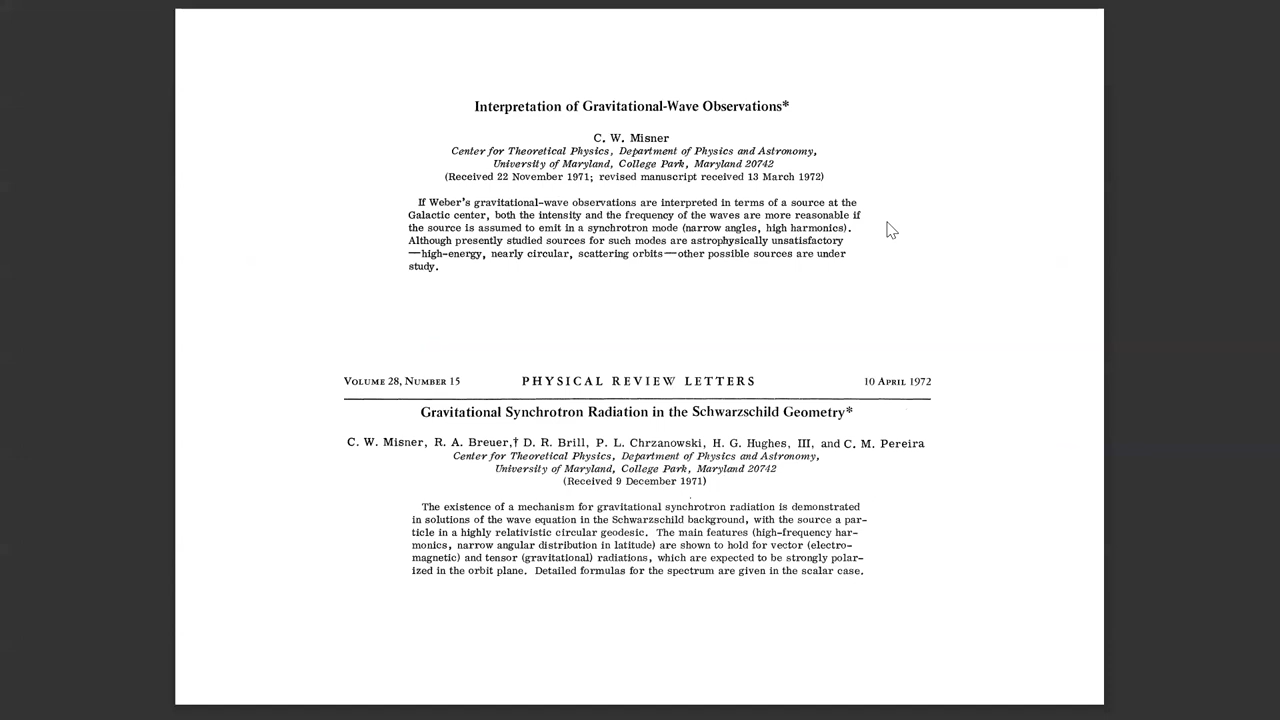 Interpretation of Gravitational-Wave Observations*
C. W. Misner
Center for Theoretical Physics, Department of Physics and Astronomy,
University of Maryland, College Park, Maryland 20742
(Received 22 November 1971; revised manuscript received 13 March 1972)
If Weber's gravitational-wave observations are interpreted in terms of a source at the
Galactic center, both the intensity and the frequency of the waves are more reasonable if
the source is assumed to emit in a synchrotron mode (narrow angles, high harmonics).
Although presently studied sources for such modes are astrophysically unsatisfactory
—high-energy, nearly circular, scattering orbits—other possible sources are under
study.
VOLUME 28, NUMBER 15 PHYSICAL REVIEW LETTERS 10 APRIL 1972
Gravitational Synchrotron Radiation in the Schwarzschild Geometry*
C. W. Misner, R. A. Breuer,† D. R. Brill, P. L. Chrzanowski, H. G. Hughes, III, and C. M. Pereira
Center for Theoretical Physics, Department of Physics and Astronomy,
University of Maryland, College Park, Maryland 20742
(Received 9 December 1971)
The existence of a mechanism for gravitational synchrotron radiation is demonstrated
in solutions of the wave equation in the Schwarzschild background, with the source a par-
ticle in a highly relativistic circular geodesic. The main features (high-frequency har-
monics, narrow angular distribution in latitude) are shown to hold for vector (electro-
magnetic) and tensor (gravitational) radiations, which are expected to be strongly polar-
ized in the orbit plane. Detailed formulas for the spectrum are given in the scalar case.